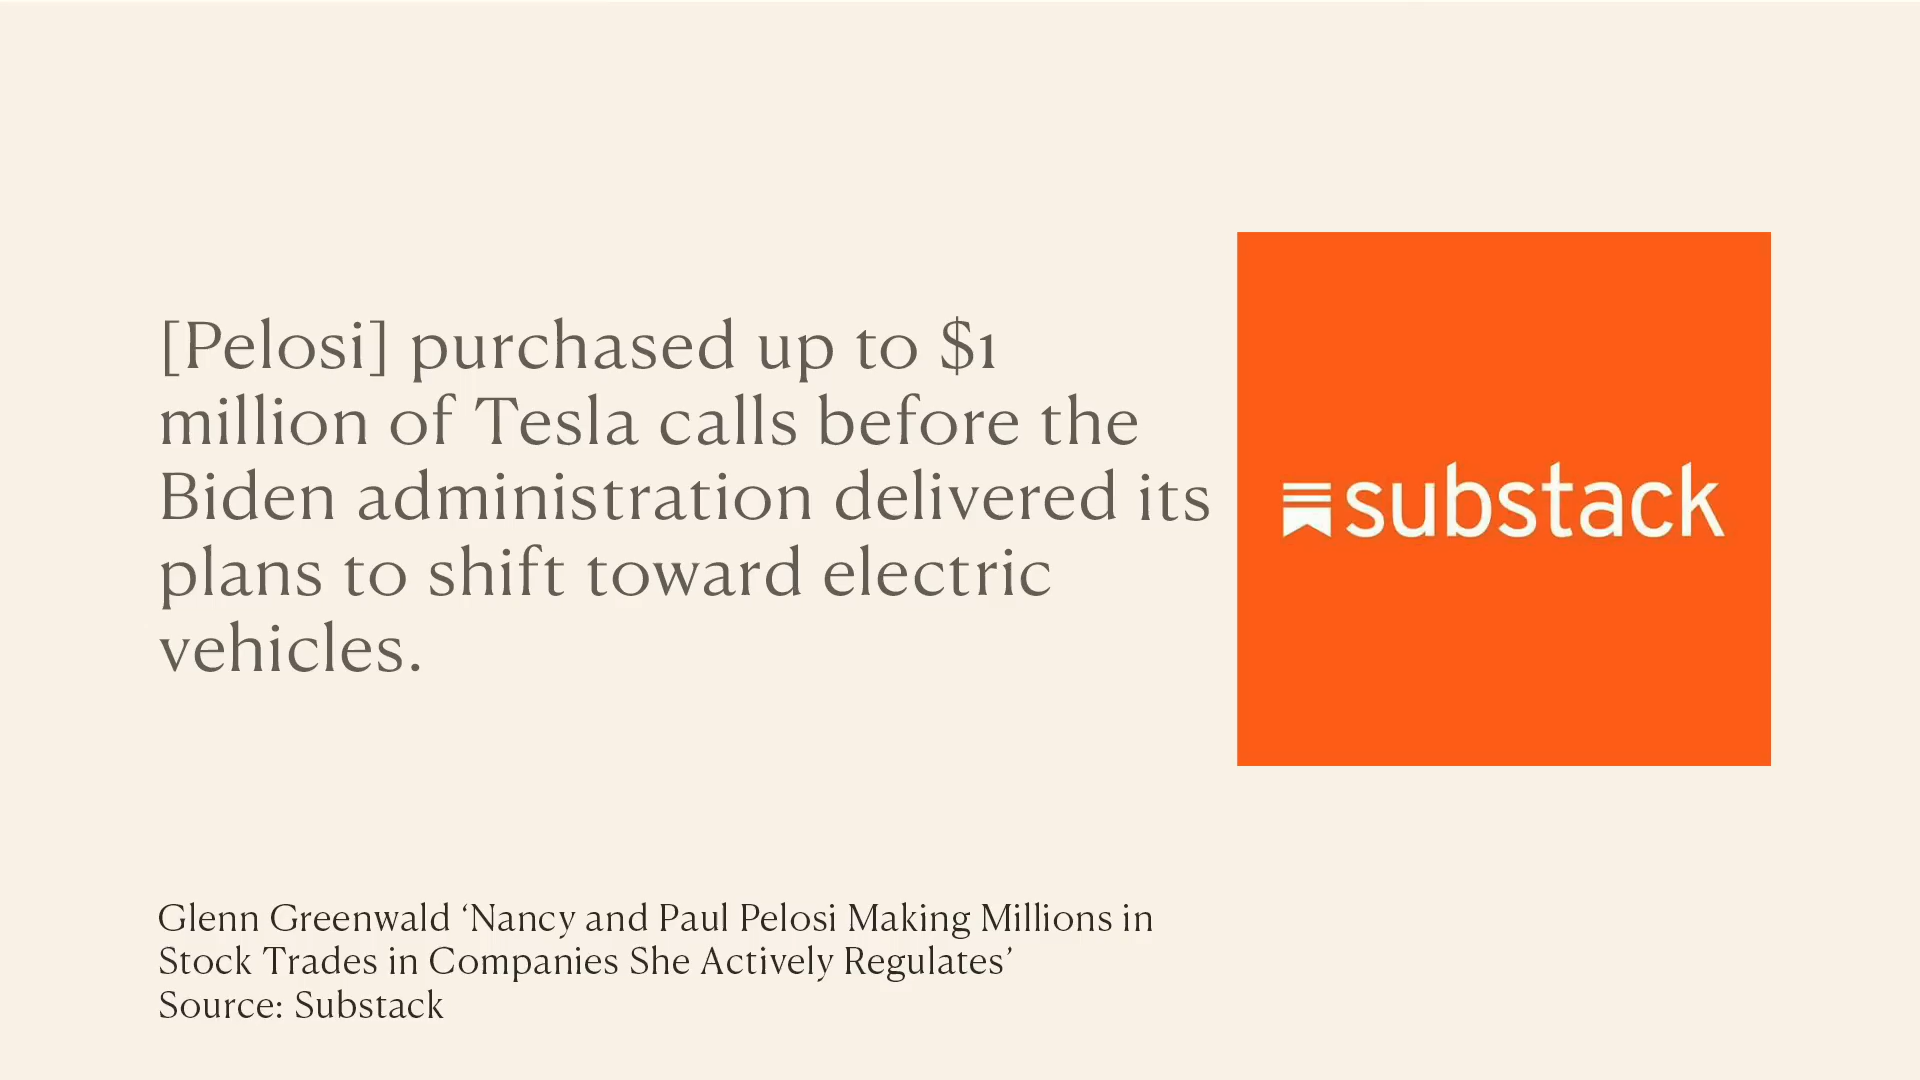 [Pelosi] purchased up to $1
million of Tesla calls before the
Biden administration delivered its
plans to shift toward electric
vehicles.
substack
Glenn Greenwald ‘Nancy and Paul Pelosi Making Millions in
Stock Trades in Companies She Actively Regulates’
Source: Substack